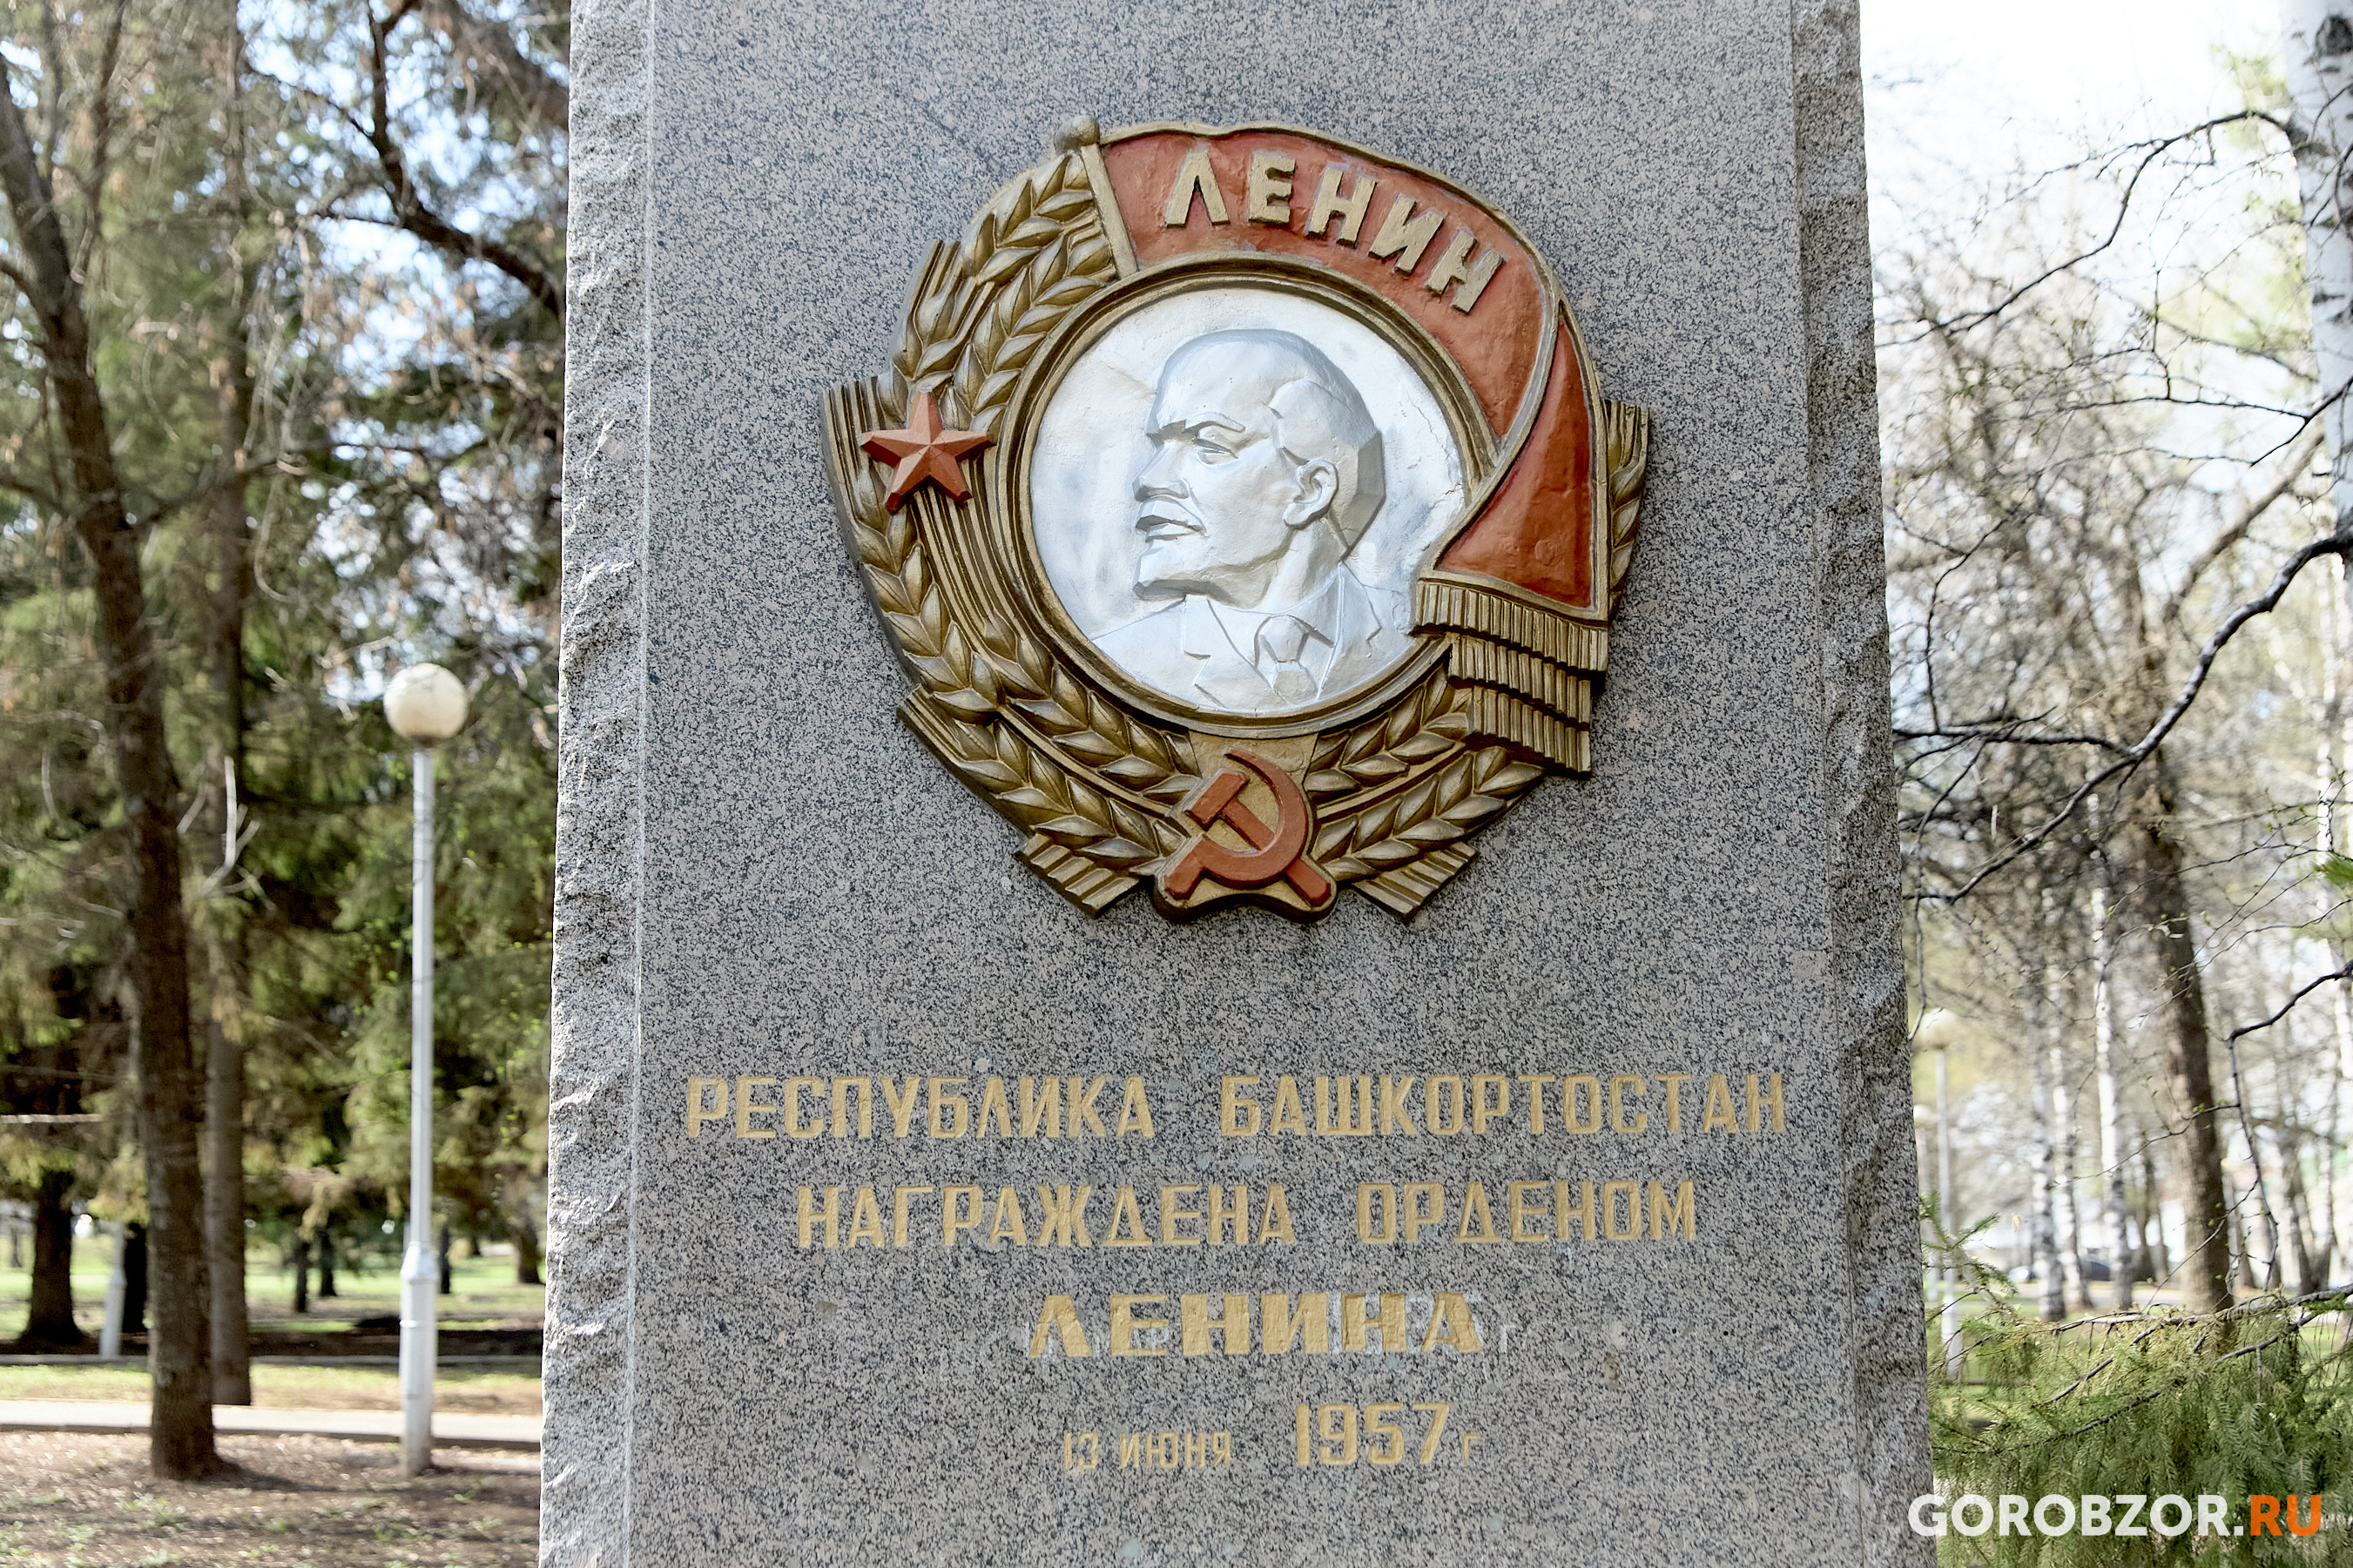 ЛЕНИН
РЕСПУБЛИКА БАШКОРТОСТАН
НАГРАЖДЕНА ОРДЕНОМ
ЛЕНИНА
13 ИЮНЯ 1957 г
GOROBZOR.RU